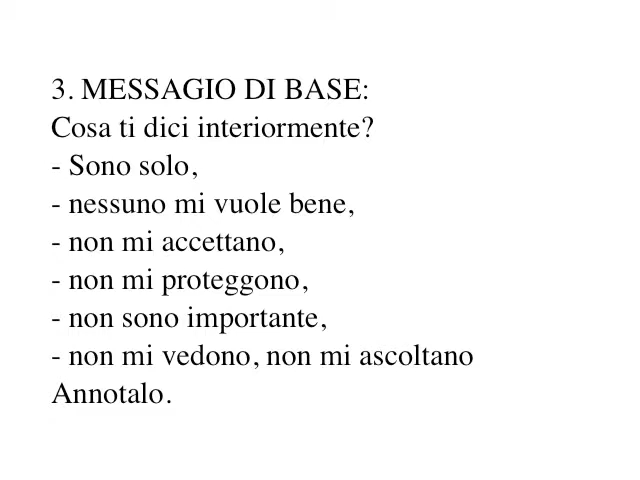 3. MESSAGIO DI BASE:
Cosa ti dici interiormente?
- Sono solo,
- nessuno mi vuole bene,
- non mi accettano,
- non mi proteggono,
- non sono importante,
- non mi vedono, non mi ascoltano
Annotalo.